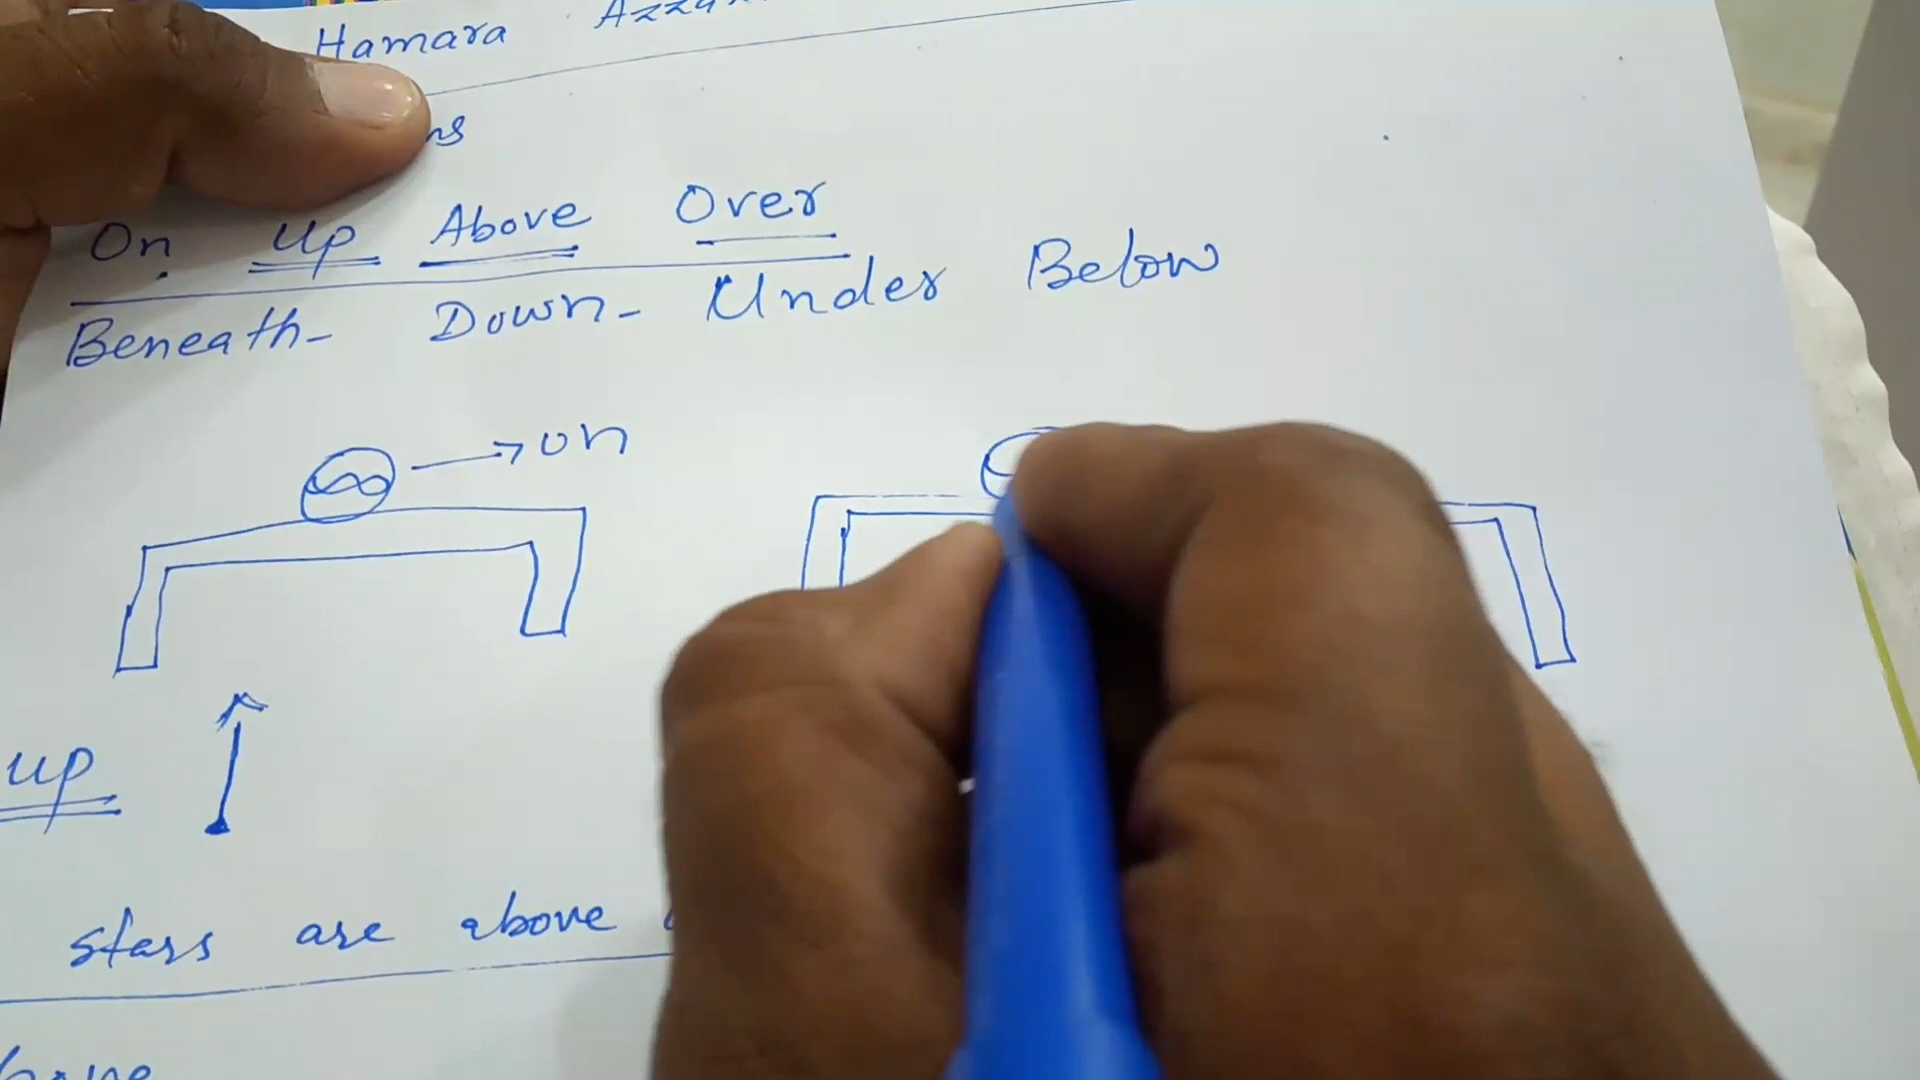 Hamara
On Up Above Over
Beneath- Down- Under Below
on
up
stars are above